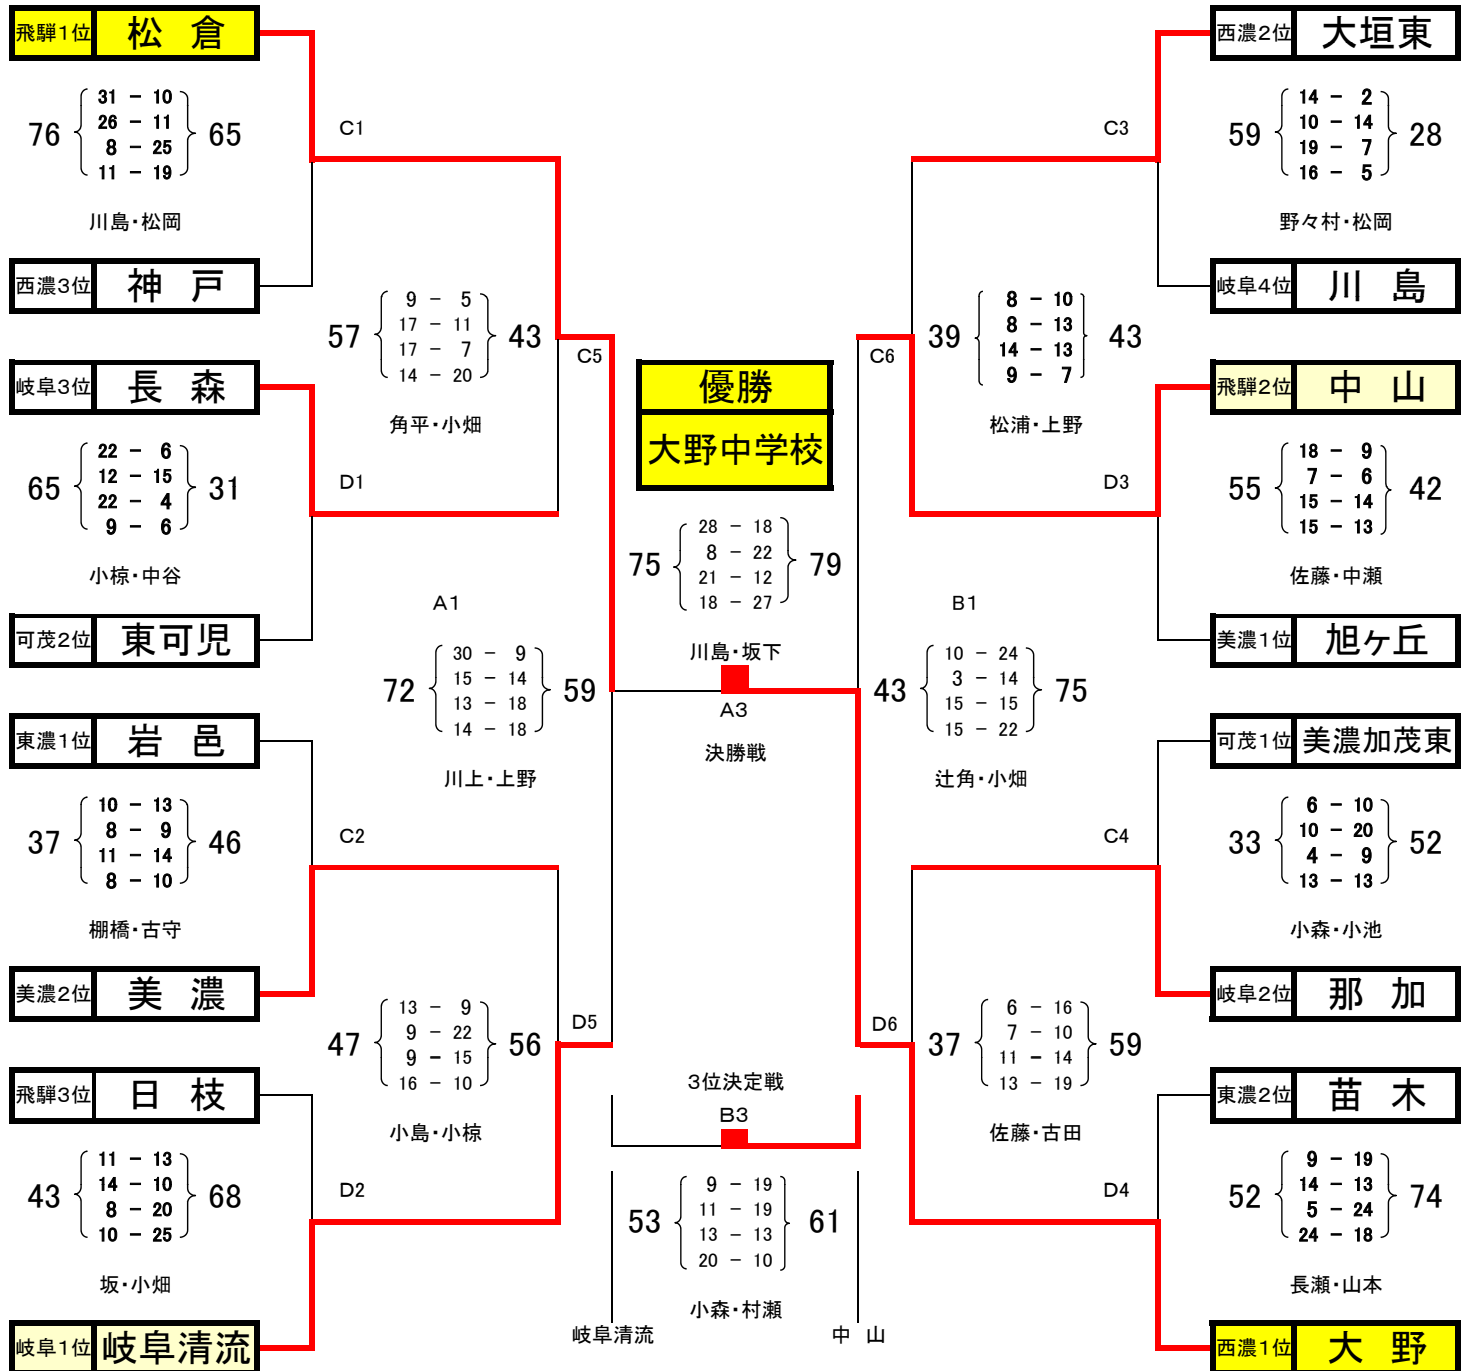 飛騨1位 松 倉
31 - 10
26 - 11
76 65
8 - 25
11 - 19
川島・松岡
C1
西濃3位 神 戸
9 - 5
17 - 11
57 43
17 - 7
14 - 20
角平・小畑
C5
岐阜3位 長 森
22 - 6
12 - 15
65 31
22 - 4
9 - 6
小椋・中谷
D1
可茂2位 東可児
A1
30 - 9
15 - 14
72 59
13 - 18
14 - 18
川上・上野
東濃1位 岩 邑
10 - 13
8 - 9
37 46
11 - 14
8 - 10
棚橋・古守
C2
美濃2位 美 濃
13 - 9
9 - 22
47 56
9 - 15
16 - 10
小島・小椋
D5
飛騨3位 日 枝
11 - 13
14 - 10
43 68
8 - 20
10 - 25
坂・小畑
D2
岐阜1位 岐阜清流
優勝
大野中学校
28 - 18
8 - 22
75 79
21 - 12
18 - 27
川島・坂下
A3
決勝戦
3位決定戦
B3
9 - 19
11 - 19
53 61
13 - 13
20 - 10
小森・村瀬
岐阜清流 中 山
西濃2位 大垣東
C3
14 - 2
10 - 14
59 28
19 - 7
16 - 5
野々村・松岡
岐阜4位 川 島
8 - 10
8 - 13
39 43
14 - 13
9 - 7
松浦・上野
C6
飛騨2位 中 山
D3
18 - 9
7 - 6
55 42
15 - 14
15 - 13
佐藤・中瀬
美濃1位 旭ヶ丘
B1
10 - 24
3 - 14
43 75
15 - 15
15 - 22
辻角・小畑
可茂1位 美濃加茂東
C4
6 - 10
10 - 20
33 52
4 - 9
13 - 13
小森・小池
岐阜2位 那 加
D6
6 - 16
7 - 10
37 59
11 - 14
13 - 19
佐藤・古田
東濃2位 苗 木
D4
9 - 19
14 - 13
52 74
5 - 24
24 - 18
長瀬・山本
西濃1位 大 野